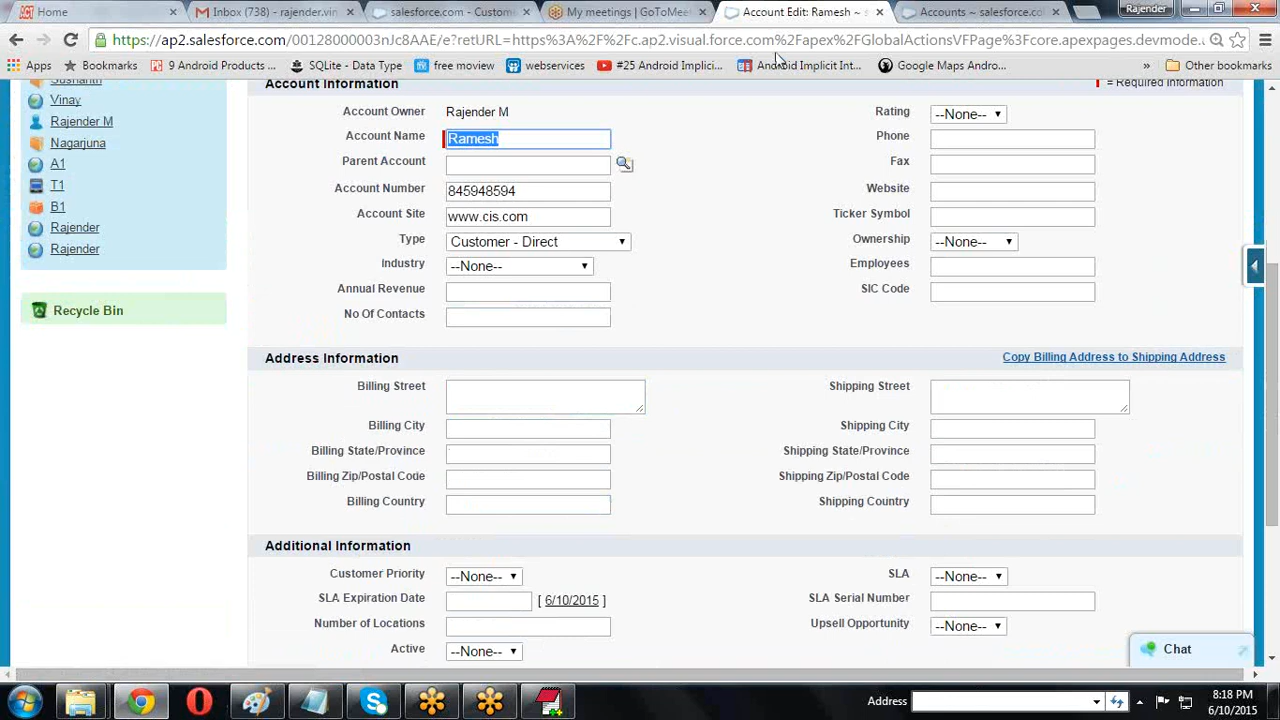 Home
Inbox (738) - rajender.vin
salesforce.com - Custome
My meetings | GoToMee
Account Edit: Ramesh ~ s
Accounts ~ salesforce.co
Rajender
https://ap2.salesforce.com/00128000003nJc8AAE/e?retURL=https%3A%2F%2Fc.ap2.visual.force.com%2Fapex%2FGlobalActionsVFPage%3Fcore.apexpages.devmode.
Apps
Bookmarks
9 Android Products ...
SQLite - Data Type
free moview
webservices
#25 Android Implici...
Android Implicit Int...
Google Maps Andro...
»
Other bookmarks
Sushanth
Vinay
Rajender M
Nagarjuna
A1
T1
B1
Rajender
Rajender
Recycle Bin
Account Information
= Required Information
Account Owner Rajender M
Rating --None--
Account Name Ramesh
Phone
Parent Account
Fax
Account Number 845948594
Website
Account Site www.cis.com
Ticker Symbol
Type Customer - Direct
Ownership --None--
Industry --None--
Employees
Annual Revenue
SIC Code
No Of Contacts
Address Information
Copy Billing Address to Shipping Address
Billing Street
Shipping Street
Billing City
Shipping City
Billing State/Province
Shipping State/Province
Billing Zip/Postal Code
Shipping Zip/Postal Code
Billing Country
Shipping Country
Additional Information
Customer Priority --None--
SLA --None--
SLA Expiration Date [ 6/10/2015 ]
SLA Serial Number
Number of Locations
Upsell Opportunity --None--
Active --None--
Chat
Address
8:18 PM
6/10/2015